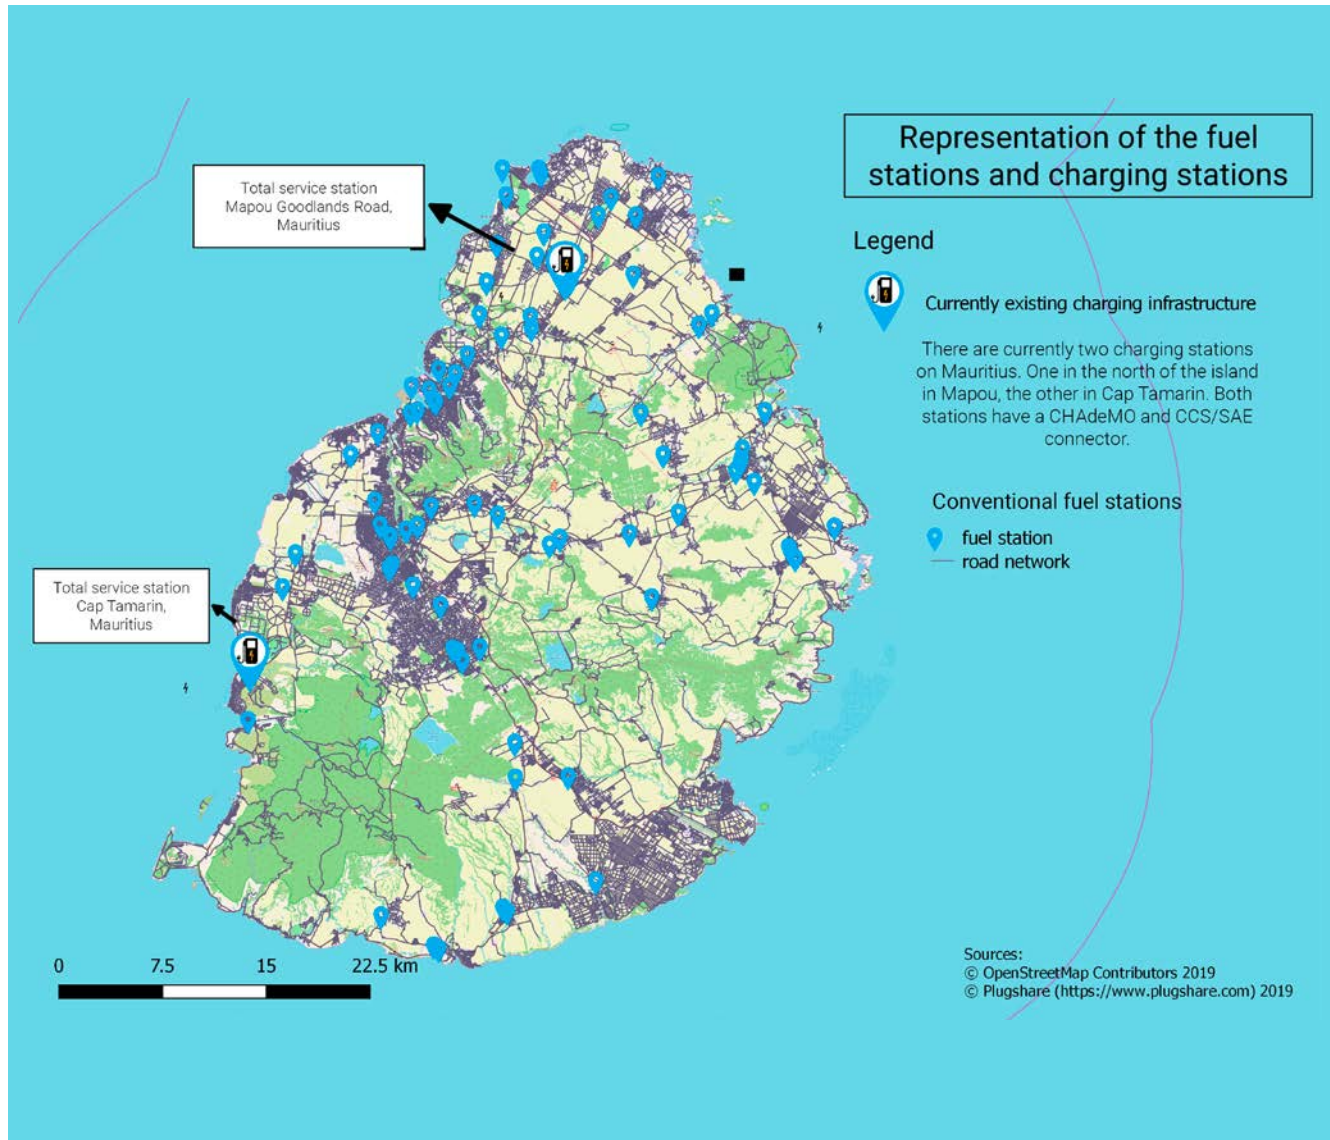 Representation of the fuel
stations and charging stations
Total service station
Mapou Goodlands Road,
Mauritius
Legend
Currently existing charging infrastructure
There are currently two charging stations
on Mauritius. One in the north of the island
in Mapou, the other in Cap Tamarin. Both
stations have a CHAdeMO and CCS/SAE
connector.
Conventional fuel stations
fuel station
road network
Total service station
Cap Tamarin,
Mauritius
0 7.5 15 22.5 km
Sources:
© OpenStreetMap Contributors 2019
© Plugshare (https://www.plugshare.com) 2019